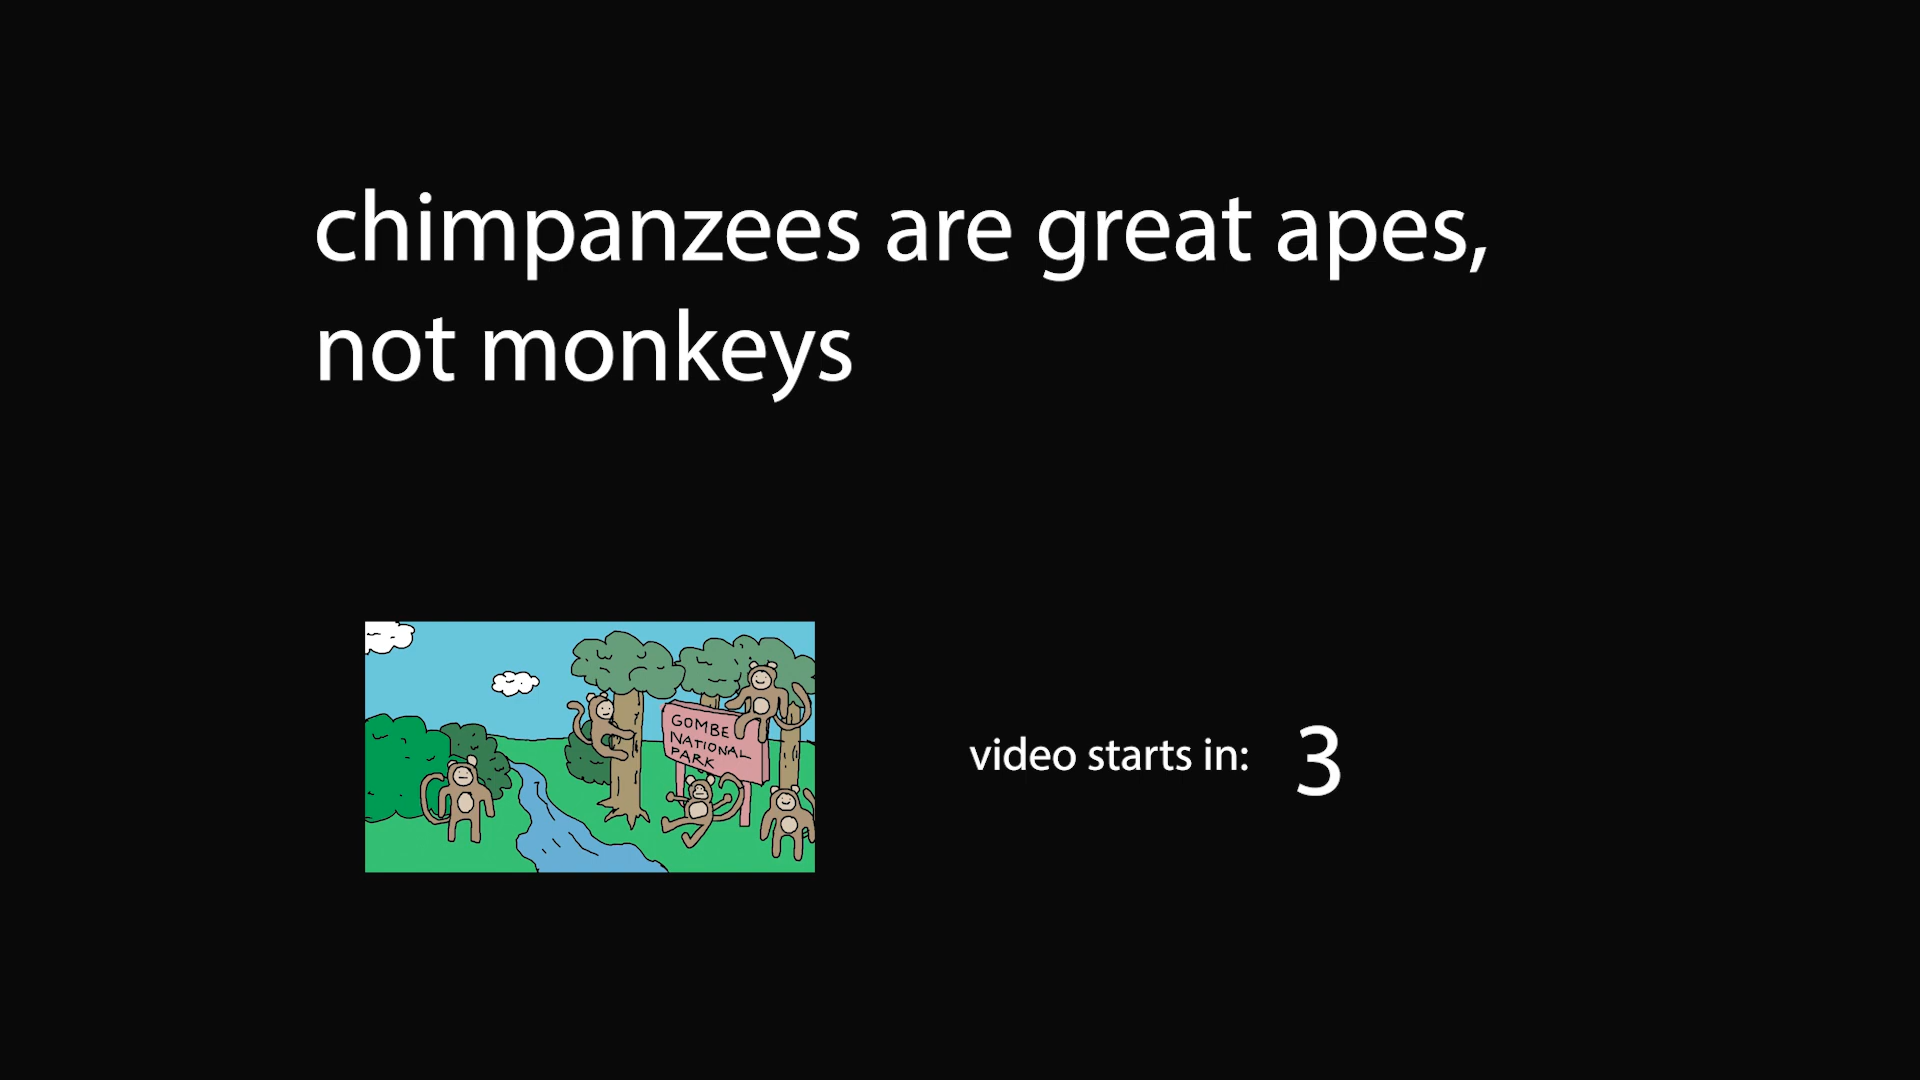 chimpanzees are great apes,
not monkeys
GOMBE
NATIONAL
PARK
video starts in: 3